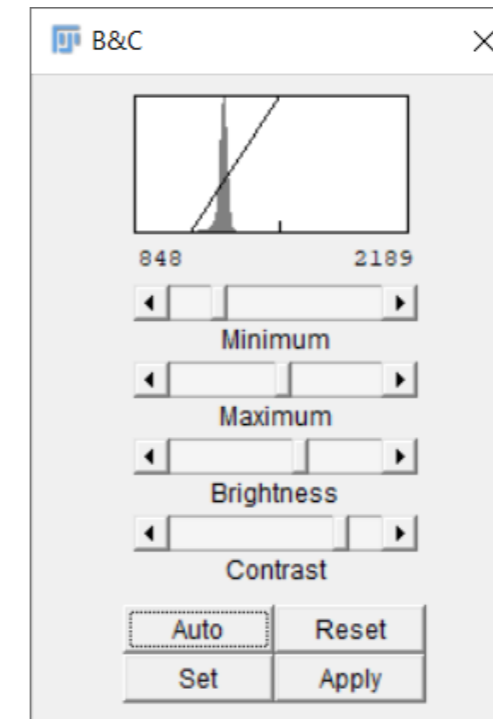 B&C
848 2189
Minimum
Maximum
Brightness
Contrast
Auto Reset
Set Apply